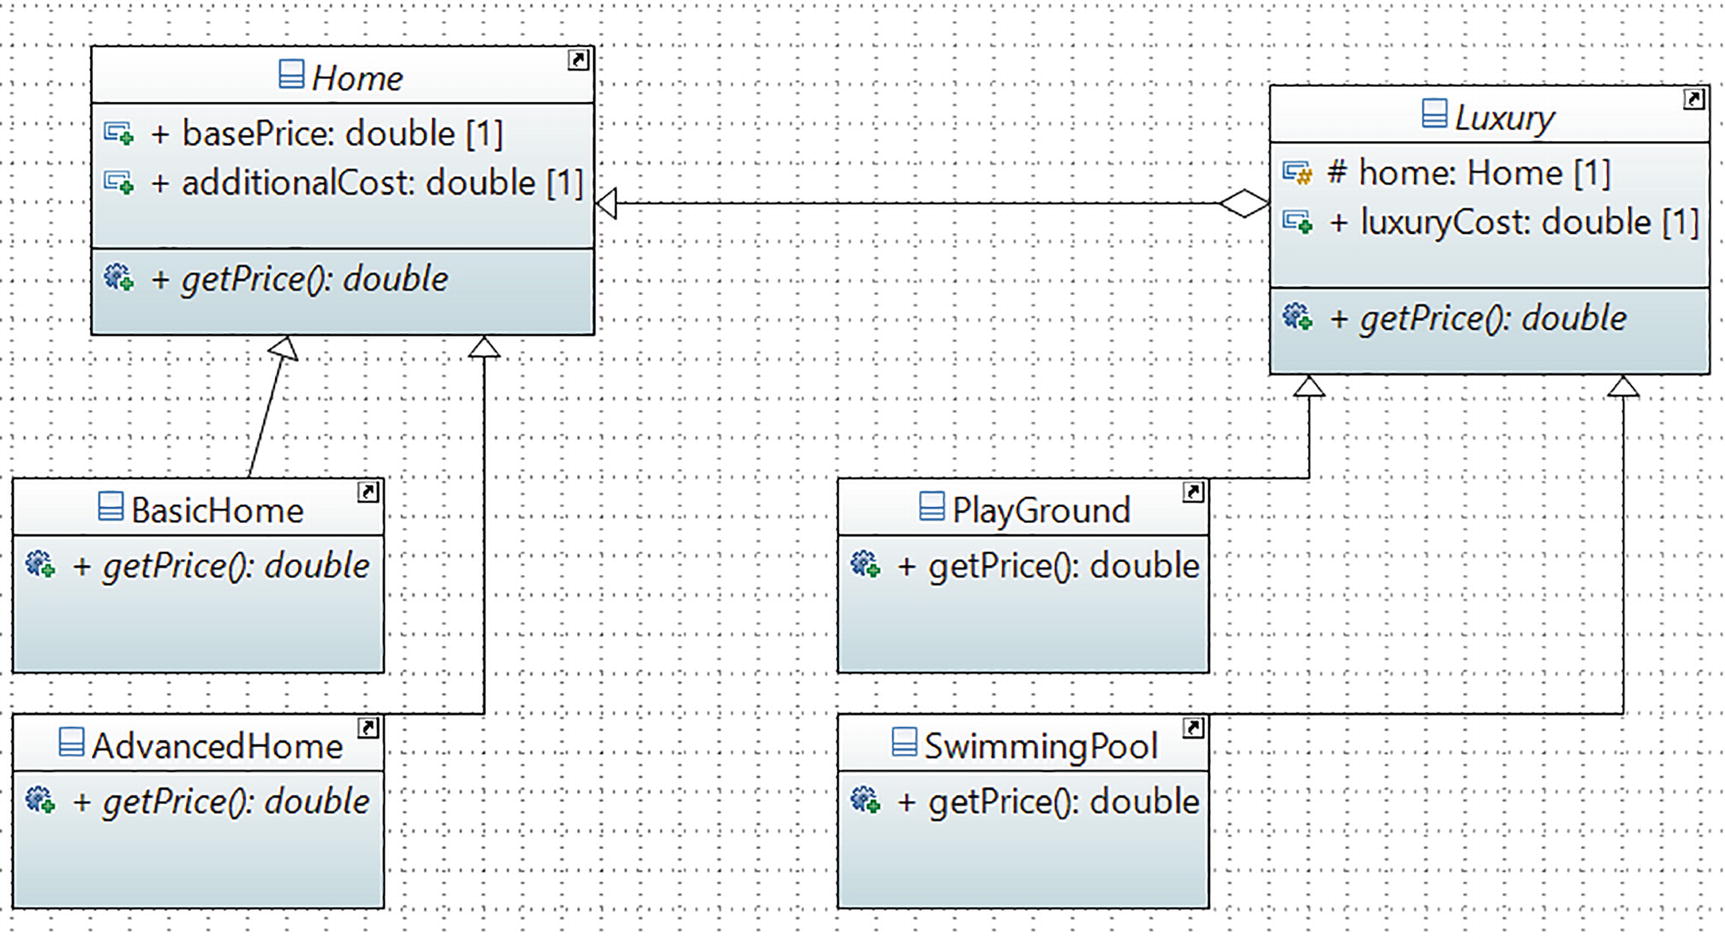 Home
+ basePrice: double [1]
+ additionalCost: double [1]
+ getPrice(): double
Luxury
# home: Home [1]
+ luxuryCost: double [1]
+ getPrice(): double
BasicHome
+ getPrice(): double
PlayGround
+ getPrice(): double
AdvancedHome
+ getPrice(): double
SwimmingPool
+ getPrice(): double